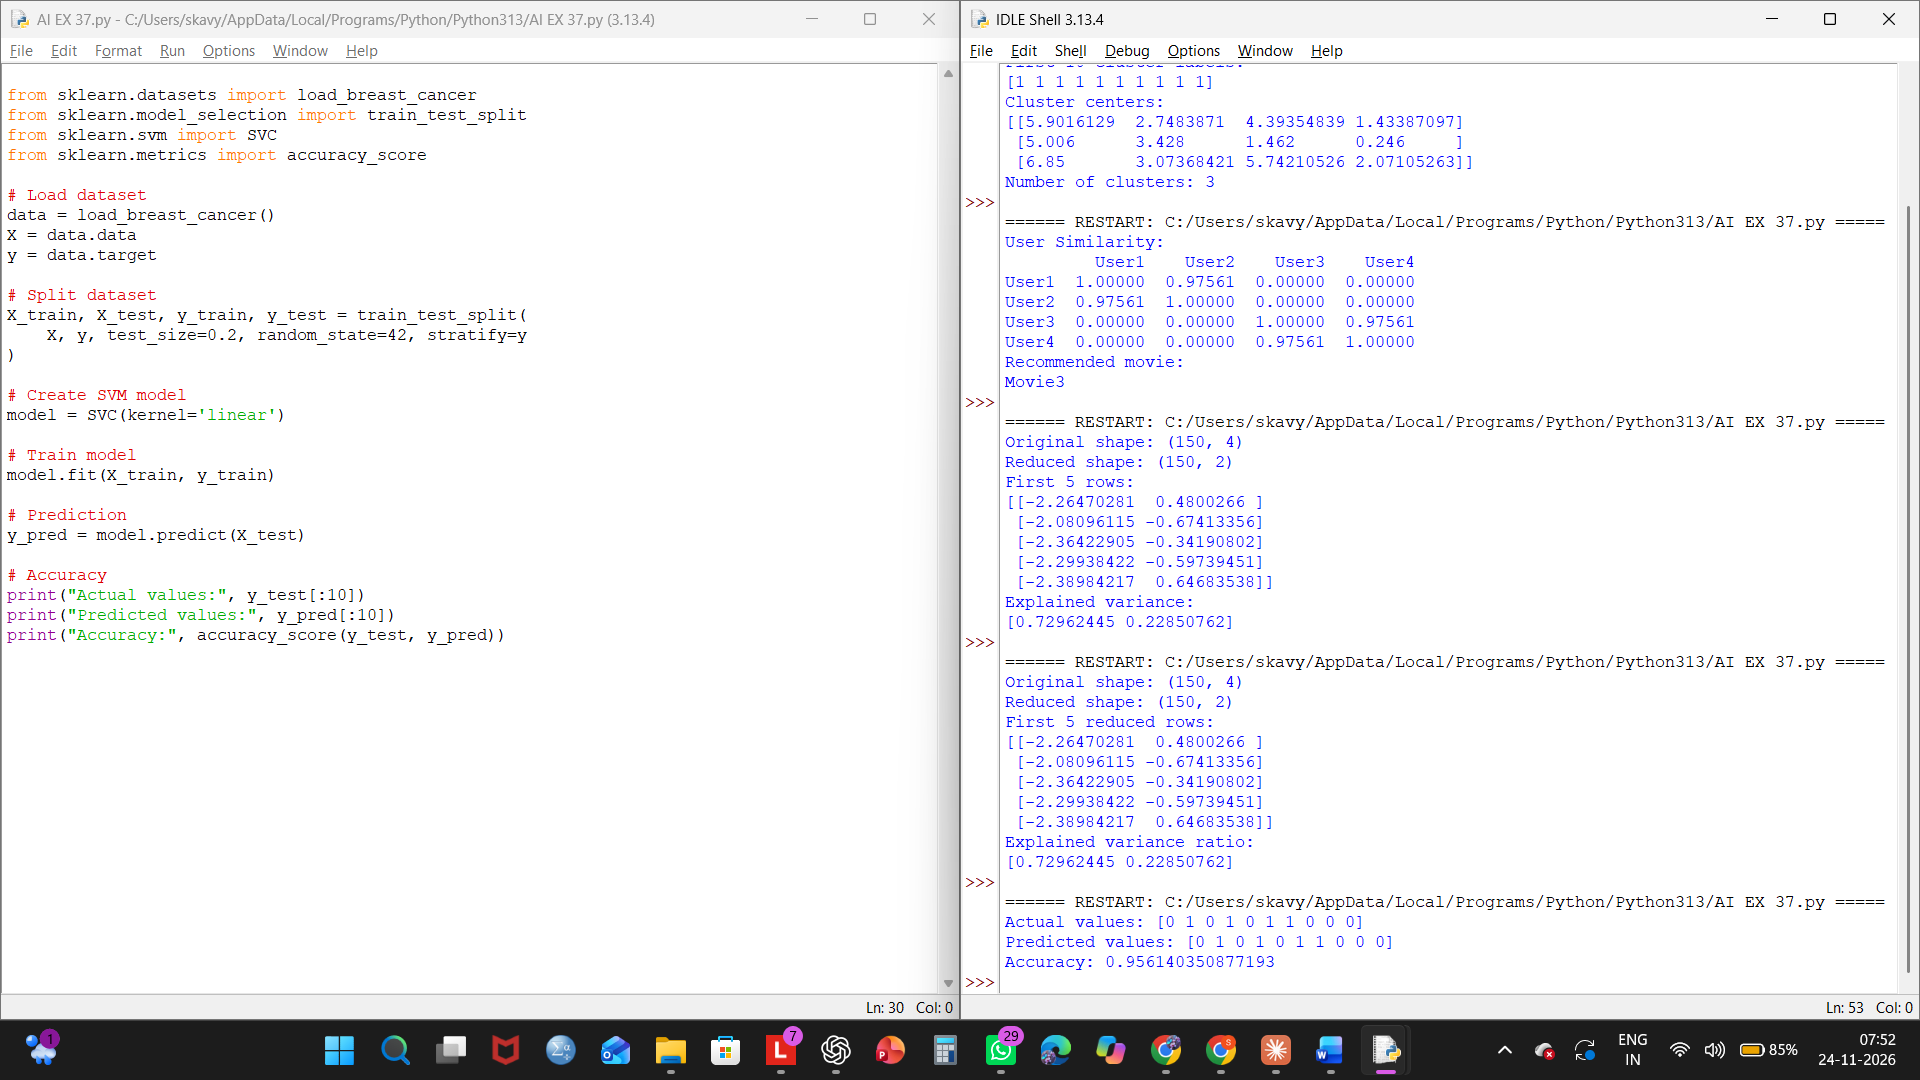 AI EX 37.py - C:/Users/skavy/AppData/Local/Programs/Python/Python313/AI EX 37.py (3.13.4)
File Edit Format Run Options Window Help
from sklearn.datasets import load_breast_cancer
from sklearn.model_selection import train_test_split
from sklearn.svm import SVC
from sklearn.metrics import accuracy_score
# Load dataset
data = load_breast_cancer()
X = data.data
y = data.target
# Split dataset
X_train, X_test, y_train, y_test = train_test_split(
    X, y, test_size=0.2, random_state=42, stratify=y
)
# Create SVM model
model = SVC(kernel='linear')
# Train model
model.fit(X_train, y_train)
# Prediction
y_pred = model.predict(X_test)
# Accuracy
print("Actual values:", y_test[:10])
print("Predicted values:", y_pred[:10])
print("Accuracy:", accuracy_score(y_test, y_pred))
Ln: 30 Col: 0
IDLE Shell 3.13.4
File Edit Shell Debug Options Window Help
First 10 cluster labels:
[1 1 1 1 1 1 1 1 1 1]
Cluster centers:
[[5.9016129  2.7483871  4.39354839 1.43387097]
 [5.006      3.428      1.462      0.246     ]
 [6.85       3.07368421 5.74210526 2.07105263]]
Number of clusters: 3
>>>
====== RESTART: C:/Users/skavy/AppData/Local/Programs/Python/Python313/AI EX 37.py =====
User Similarity:
         User1    User2    User3    User4
User1  1.00000  0.97561  0.00000  0.00000
User2  0.97561  1.00000  0.00000  0.00000
User3  0.00000  0.00000  1.00000  0.97561
User4  0.00000  0.00000  0.97561  1.00000
Recommended movie:
Movie3
>>>
====== RESTART: C:/Users/skavy/AppData/Local/Programs/Python/Python313/AI EX 37.py =====
Original shape: (150, 4)
Reduced shape: (150, 2)
First 5 rows:
[[-2.26470281  0.4800266 ]
 [-2.08096115 -0.67413356]
 [-2.36422905 -0.34190802]
 [-2.29938422 -0.59739451]
 [-2.38984217  0.64683538]]
Explained variance:
[0.72962445 0.22850762]
>>>
====== RESTART: C:/Users/skavy/AppData/Local/Programs/Python/Python313/AI EX 37.py =====
Original shape: (150, 4)
Reduced shape: (150, 2)
First 5 reduced rows:
[[-2.26470281  0.4800266 ]
 [-2.08096115 -0.67413356]
 [-2.36422905 -0.34190802]
 [-2.29938422 -0.59739451]
 [-2.38984217  0.64683538]]
Explained variance ratio:
[0.72962445 0.22850762]
>>>
====== RESTART: C:/Users/skavy/AppData/Local/Programs/Python/Python313/AI EX 37.py =====
Actual values: [0 1 0 1 0 1 1 0 0 0]
Predicted values: [0 1 0 1 0 1 1 0 0 0]
Accuracy: 0.956140350877193
>>>
Ln: 53 Col: 0
1
7
29
ENG
IN
85%
07:52
24-11-2026